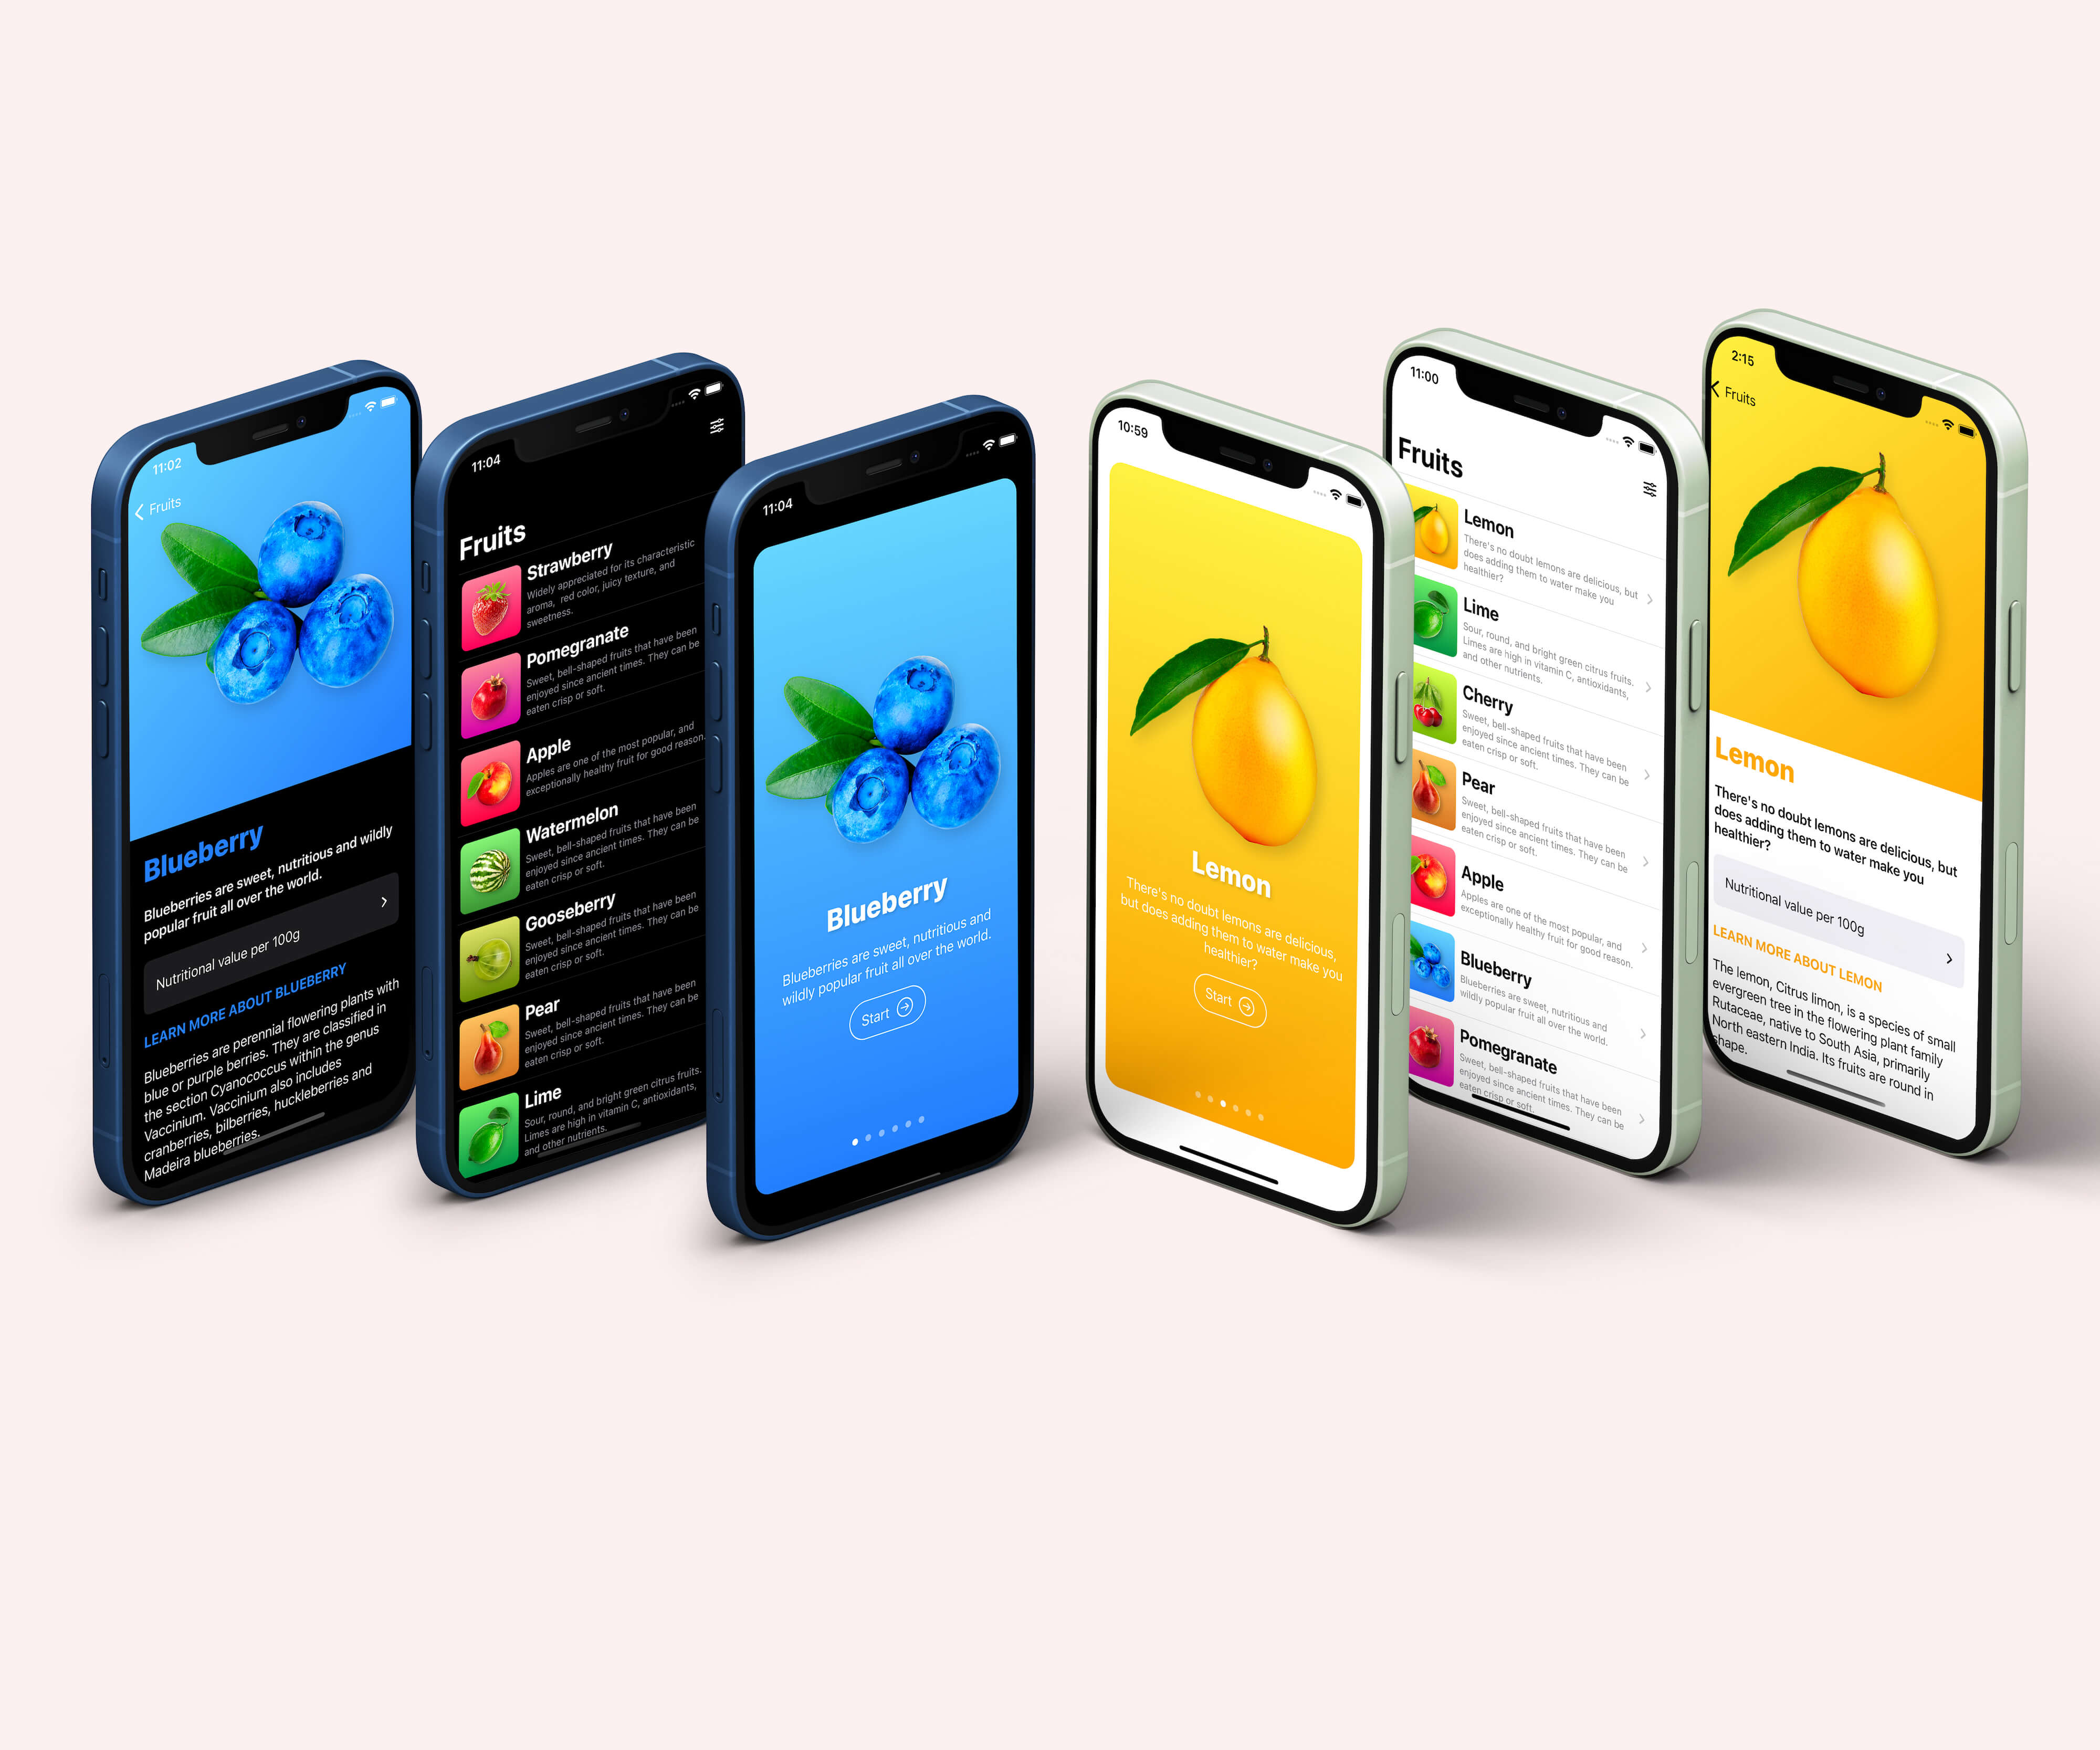 11:02
Fruits
Blueberry
Blueberries are sweet, nutritious and wildly
popular fruit all over the world.
Nutritional value per 100g
LEARN MORE ABOUT BLUEBERRY
Blueberries are perennial flowering plants with
blue or purple berries. They are classified in
the section Cyanococcus within the genus
Vaccinium. Vaccinium also includes
cranberries, bilberries, huckleberries and
Madeira blueberries.
11:04
Fruits
Strawberry
Widely appreciated for its characteristic
aroma, red color, juicy texture, and
sweetness.
Pomegranate
Sweet, bell-shaped fruits that have been
enjoyed since ancient times. They can be
eaten crisp or soft.
Apple
Apples are one of the most popular, and
exceptionally healthy fruit for good reason.
Watermelon
Sweet, bell-shaped fruits that have been
enjoyed since ancient times. They can be
eaten crisp or soft.
Gooseberry
Sweet, bell-shaped fruits that have been
enjoyed since ancient times. They can be
eaten crisp or soft.
Pear
Sweet, bell-shaped fruits that have been
enjoyed since ancient times. They can be
eaten crisp or soft.
Lime
Sour, round, and bright green citrus fruits.
Limes are high in vitamin C, antioxidants,
and other nutrients.
11:04
Blueberry
Blueberries are sweet, nutritious and
wildly popular fruit all over the world.
Start
10:59
Lemon
There's no doubt lemons are delicious,
but does adding them to water make you
healthier?
Start
11:00
Fruits
Lemon
There's no doubt lemons are delicious, but
does adding them to water make you
healthier?
Lime
Sour, round, and bright green citrus fruits.
Limes are high in vitamin C, antioxidants,
and other nutrients.
Cherry
Sweet, bell-shaped fruits that have been
enjoyed since ancient times. They can be
eaten crisp or soft.
Pear
Sweet, bell-shaped fruits that have been
enjoyed since ancient times. They can be
eaten crisp or soft.
Apple
Apples are one of the most popular, and
exceptionally healthy fruit for good reason.
Blueberry
Blueberries are sweet, nutritious and
wildly popular fruit all over the world.
Pomegranate
Sweet, bell-shaped fruits that have been
enjoyed since ancient times. They can be
eaten crisp or soft.
2:15
Fruits
Lemon
There's no doubt lemons are delicious, but
does adding them to water make you
healthier?
Nutritional value per 100g
LEARN MORE ABOUT LEMON
The lemon, Citrus limon, is a species of small
evergreen tree in the flowering plant family
Rutaceae, native to South Asia, primarily
North eastern India. Its fruits are round in
shape.